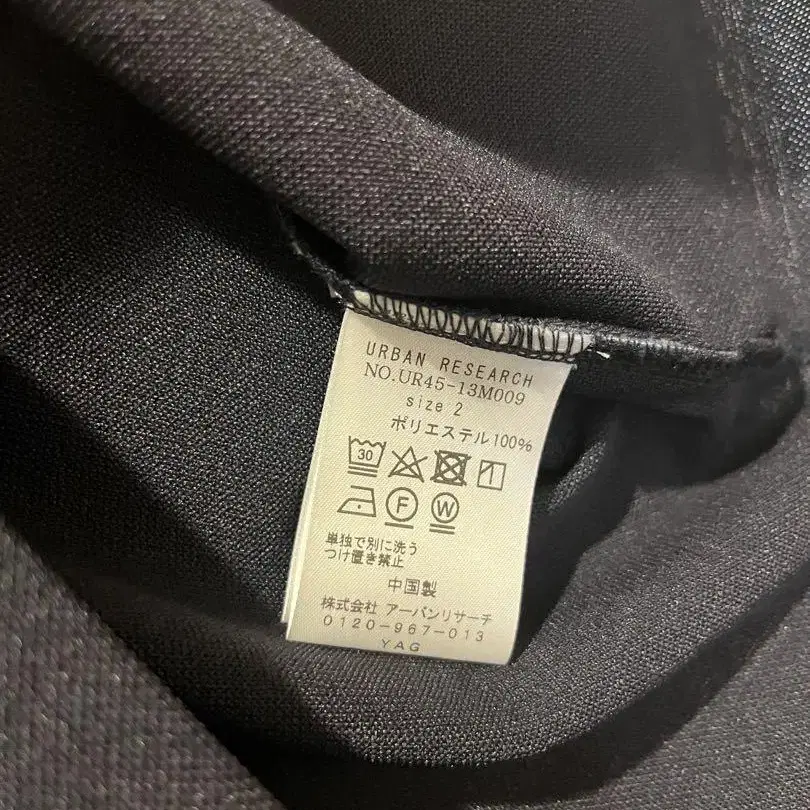 URBAN RESEARCH
NO.UR45-13M009
size 2
ポリエステル100%
30
F W
単独で別に洗う
つけ置き禁止
中国製
株式会社 アーバンリサーチ
0120-967-013
YAG